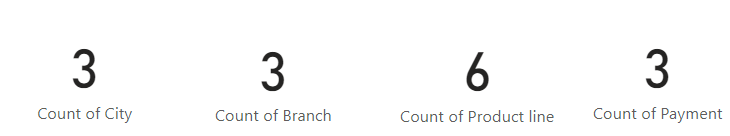 3
Count of City
3
Count of Branch
6
Count of Product line
3
Count of Payment